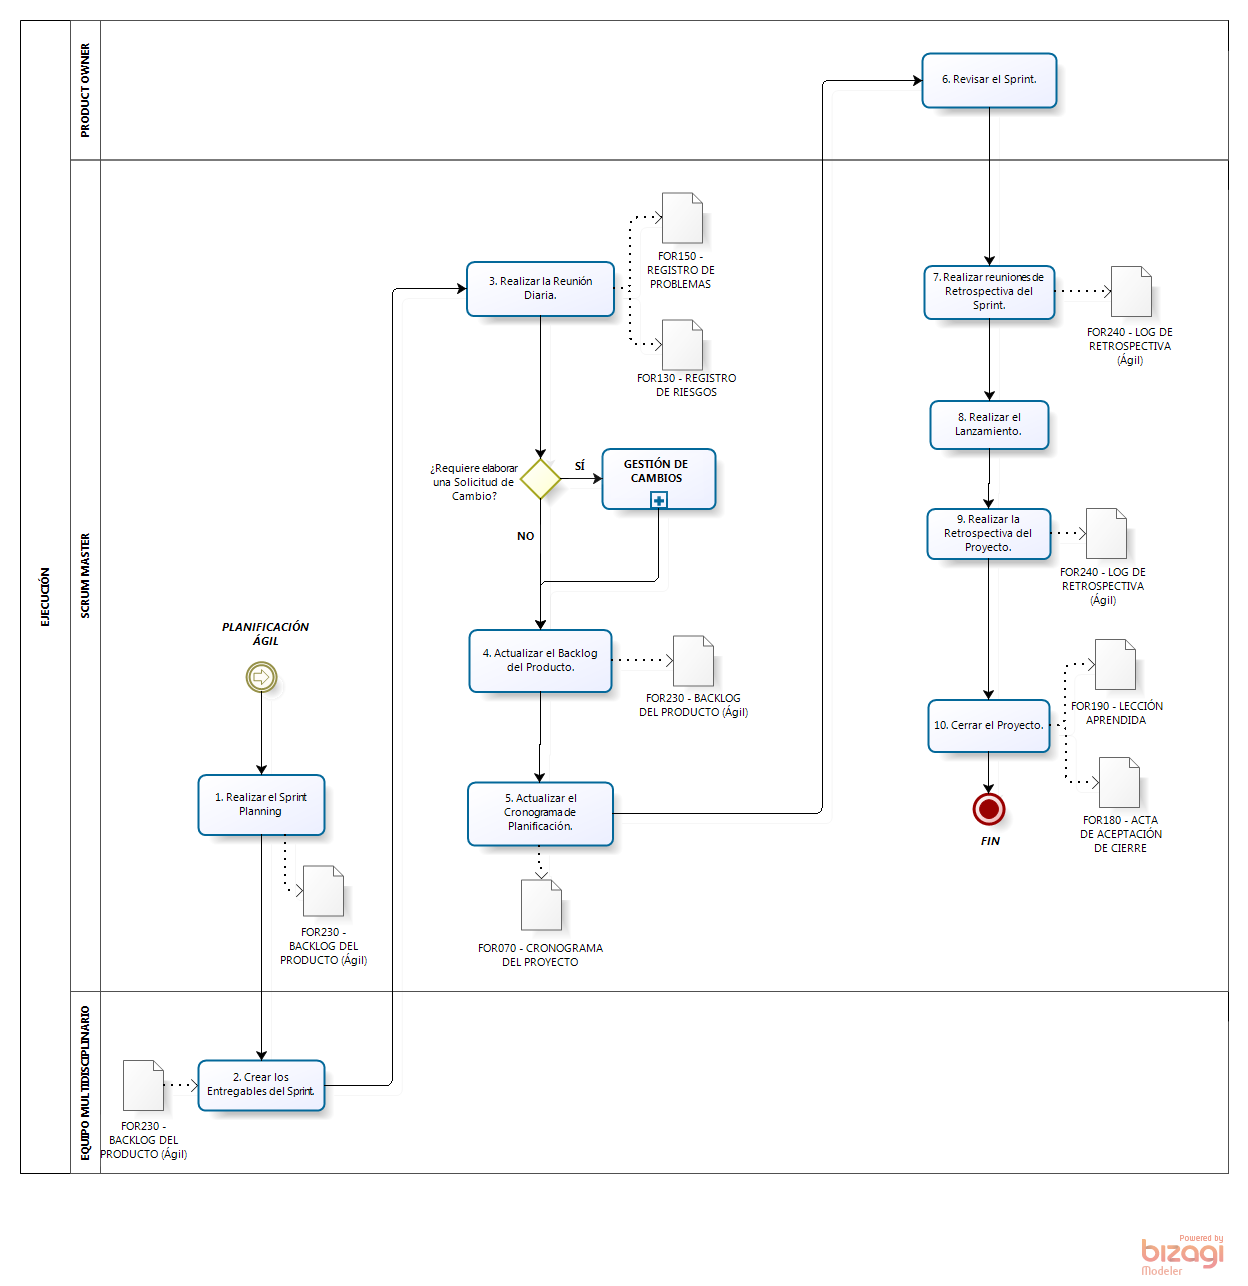 EJECUCIÓN
PRODUCT OWNER
6. Revisar el Sprint.
SCRUM MASTER
PLANIFICACIÓN
ÁGIL
1. Realizar el Sprint
Planning
FOR230 -
BACKLOG DEL
PRODUCTO (Ágil)
3. Realizar la Reunión
Diaria.
FOR150 -
REGISTRO DE
PROBLEMAS
FOR130 - REGISTRO
DE RIESGOS
¿Requiere elaborar
una Solicitud de
Cambio?
SÍ
GESTIÓN DE
CAMBIOS
NO
4. Actualizar el Backlog
del Producto.
FOR230 - BACKLOG
DEL PRODUCTO (Ágil)
5. Actualizar el
Cronograma de
Planificación.
FOR070 - CRONOGRAMA
DEL PROYECTO
7. Realizar reuniones de
Retrospectiva del
Sprint.
FOR240 - LOG DE
RETROSPECTIVA
(Ágil)
8. Realizar el
Lanzamiento.
9. Realizar la
Retrospectiva del
Proyecto.
FOR240 - LOG DE
RETROSPECTIVA
(Ágil)
10. Cerrar el Proyecto.
FOR190 - LECCIÓN
APRENDIDA
FOR180 - ACTA
DE ACEPTACIÓN
DE CIERRE
FIN
EQUIPO MULTIDISCIPLINARIO
2. Crear los
Entregables del Sprint.
FOR230 -
BACKLOG DEL
PRODUCTO (Ágil)
Powered by
bizagi
Modeler